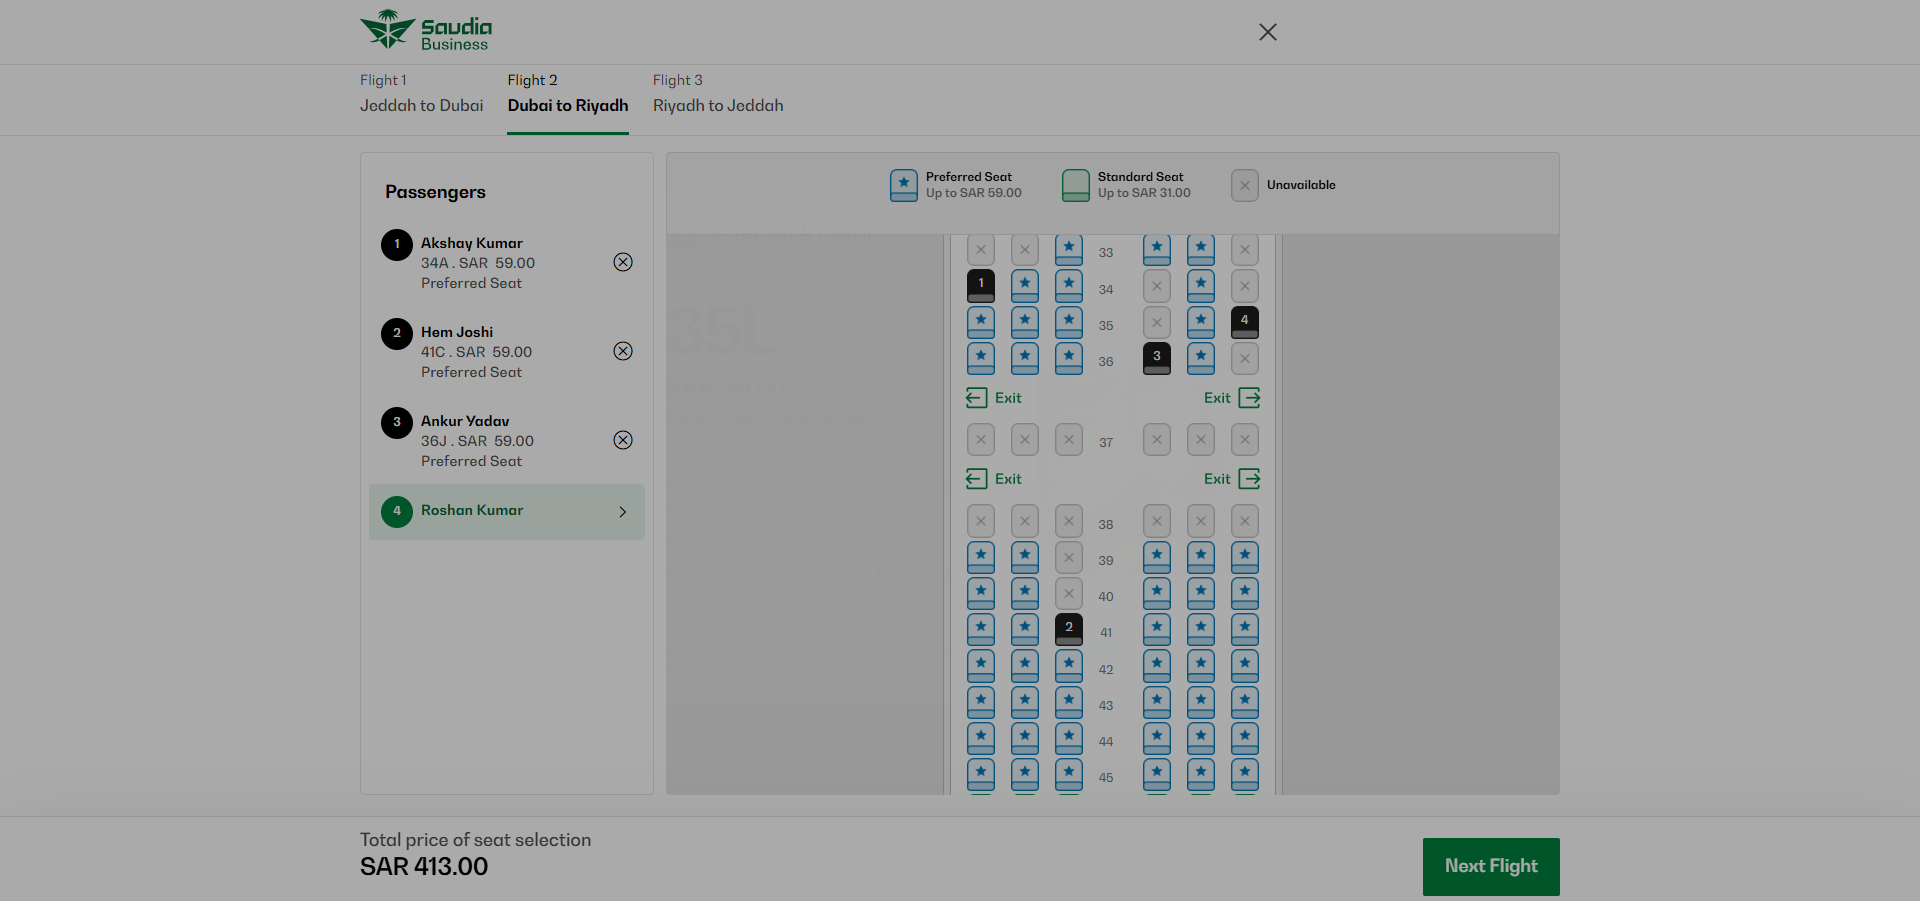 Saudia
Business
Flight 1
Jeddah to Dubai
Flight 2
Dubai to Riyadh
Flight 3
Riyadh to Jeddah
Passengers
1
Akshay Kumar
34A . SAR 59.00
Preferred Seat
2
Hem Joshi
41C . SAR 59.00
Preferred Seat
3
Ankur Yadav
36J . SAR 59.00
Preferred Seat
4
Roshan Kumar
Preferred Seat
Up to SAR 59.00
Standard Seat
Up to SAR 31.00
Unavailable
35L
SAR 59.00
33
1
34
35
4
36
3
Exit
Exit
37
Exit
Exit
38
39
40
2
41
42
43
44
45
Total price of seat selection
SAR 413.00
Next Flight